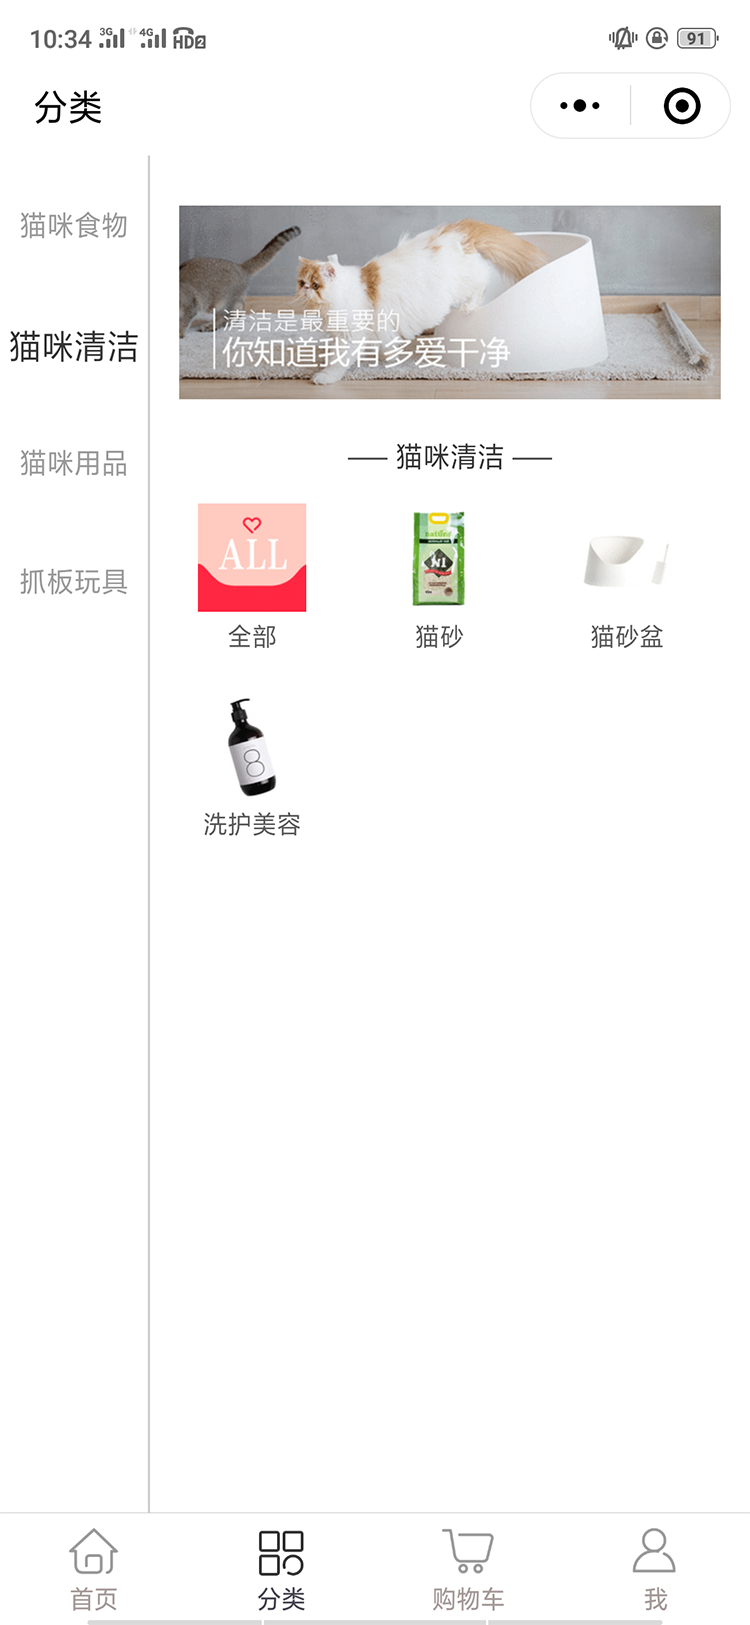 10:34 3G 4G HD2 91
分类
猫咪食物
猫咪清洁
猫咪用品
抓板玩具
清洁是最重要的
你知道我有多爱干净
猫咪清洁
ALL
全部
猫砂
猫砂盆
8
洗护美容
首页
分类
购物车
我